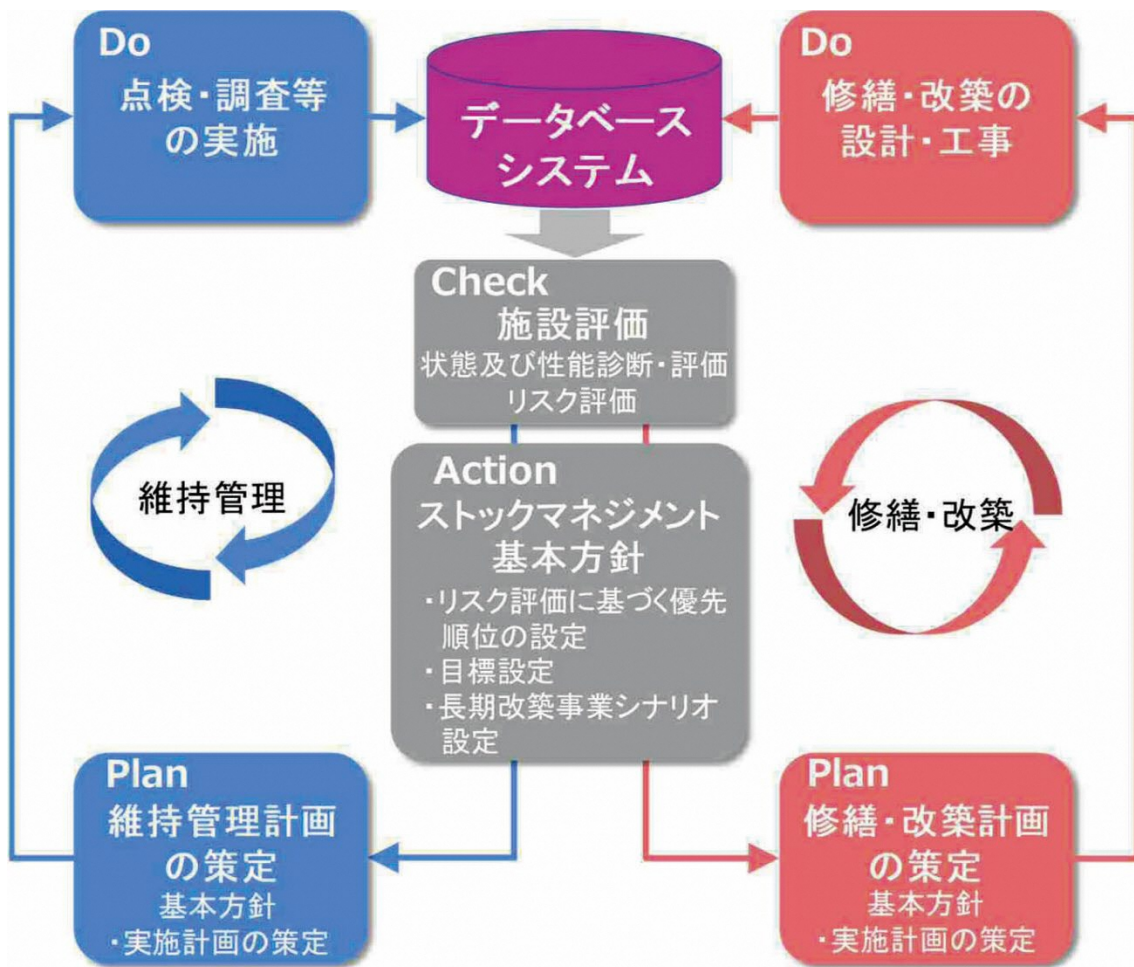 Do
点検・調査等
の実施
データベース
システム
Do
修繕・改築の
設計・工事
Check
施設評価
状態及び性能診断・評価
リスク評価
維持管理
Action
ストックマネジメント
基本方針
・リスク評価に基づく優先
順位の設定
・目標設定
・長期改築事業シナリオ
設定
修繕・改築
Plan
維持管理計画
の策定
基本方針
・実施計画の策定
Plan
修繕・改築計画
の策定
基本方針
・実施計画の策定